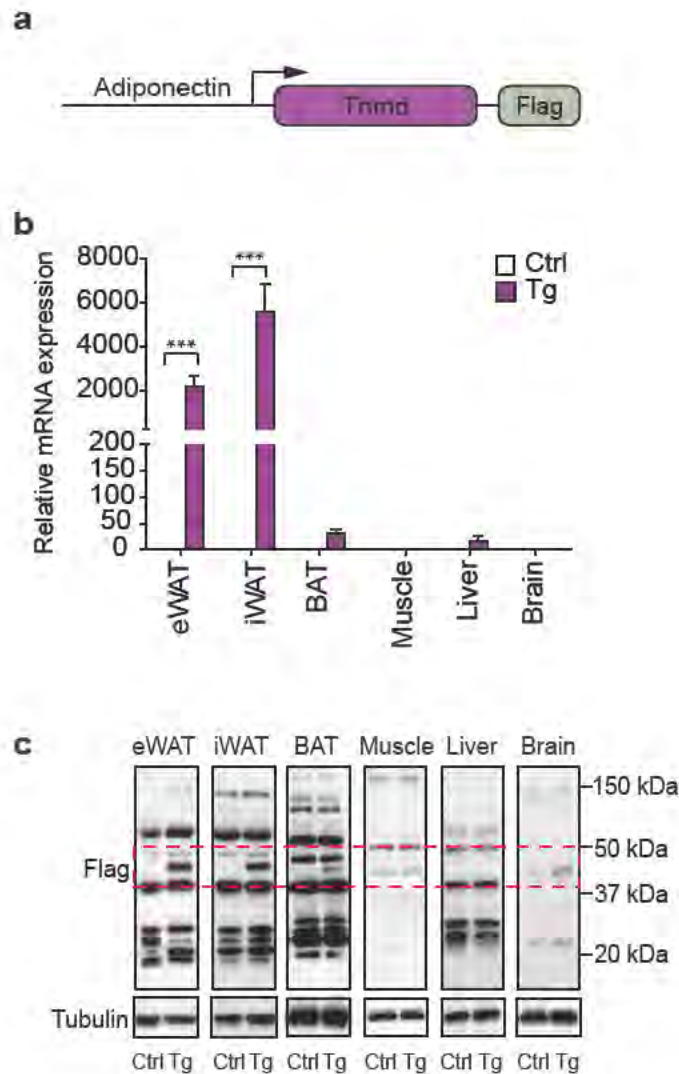 a
Adiponectin
Tnmd
Flag
b
Relative mRNA expression
8000
6000
4000
2000
200
150
100
50
0
***
***
Ctrl
Tg
eWAT
iWAT
BAT
Muscle
Liver
Brain
c
eWAT iWAT BAT Muscle Liver Brain
Flag
150 kDa
50 kDa
37 kDa
20 kDa
Tubulin
Ctrl Tg Ctrl Tg Ctrl Tg Ctrl Tg Ctrl Tg Ctrl Tg